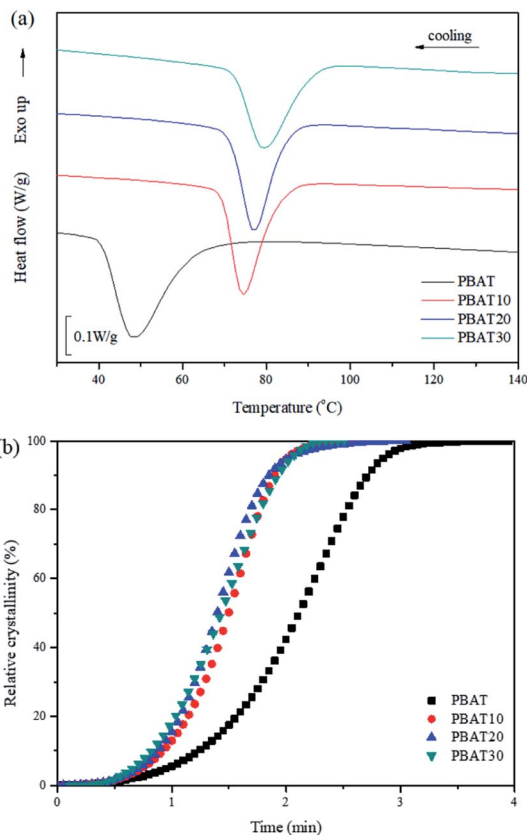 (a)
cooling
Exo up
Heat flow (W/g)
PBAT
PBAT10
PBAT20
PBAT30
0.1W/g
40 60 80 100 120 140
Temperature (°C)
(b)
100
80
60
40
20
0
Relative crystallinity (%)
PBAT
PBAT10
PBAT20
PBAT30
0 1 2 3 4
Time (min)